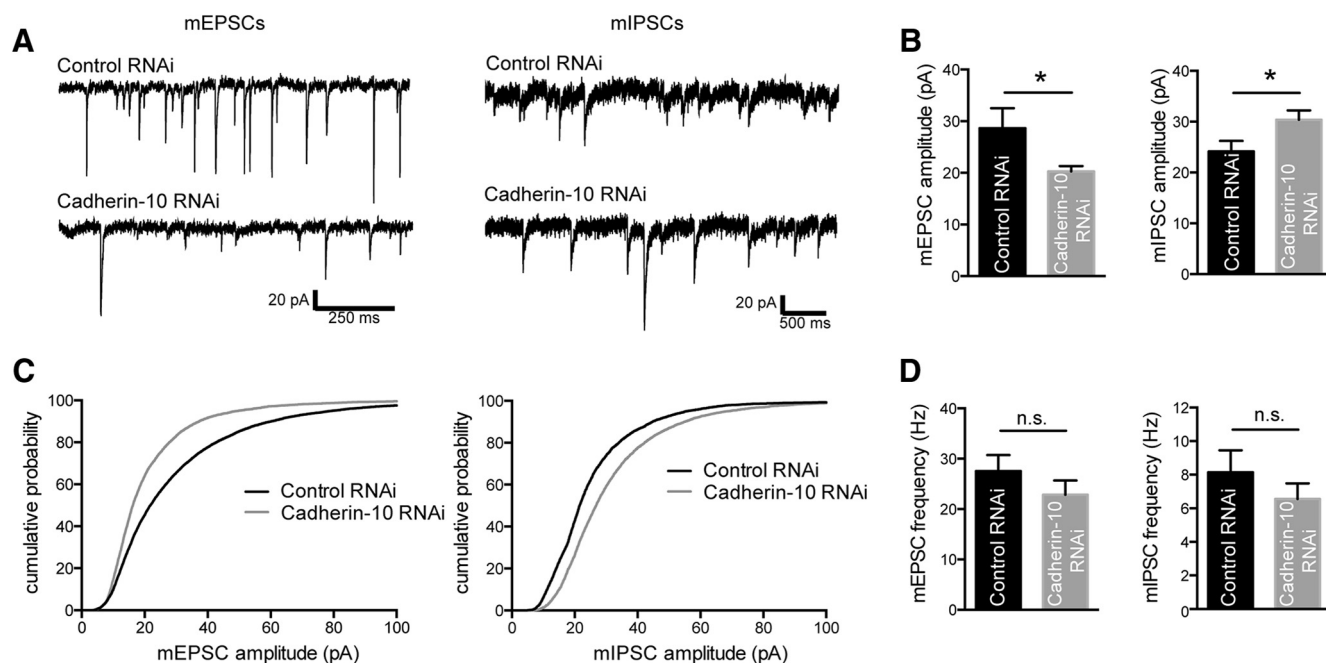 A
mEPSCs
mIPSCs
Control RNAi
Control RNAi
Cadherin-10 RNAi
Cadherin-10 RNAi
20 pA
250 ms
20 pA
500 ms
B
mEPSC amplitude (pA)
40
30
20
10
0
*
Control RNAi
Cadherin-10
RNAi
mIPSC amplitude (pA)
40
30
20
10
0
*
Control RNAi
Cadherin-10
RNAi
C
cumulative probability
100
80
60
40
20
0
Control RNAi
Cadherin-10 RNAi
0 20 40 60 80 100
mEPSC amplitude (pA)
cumulative probability
100
80
60
40
20
0
Control RNAi
Cadherin-10 RNAi
0 20 40 60 80 100
mIPSC amplitude (pA)
D
mEPSC frequency (Hz)
40
30
20
10
0
n.s.
Control RNAi
Cadherin-10
RNAi
mIPSC frequency (Hz)
12
10
8
6
4
2
0
n.s.
Control RNAi
Cadherin-10
RNAi